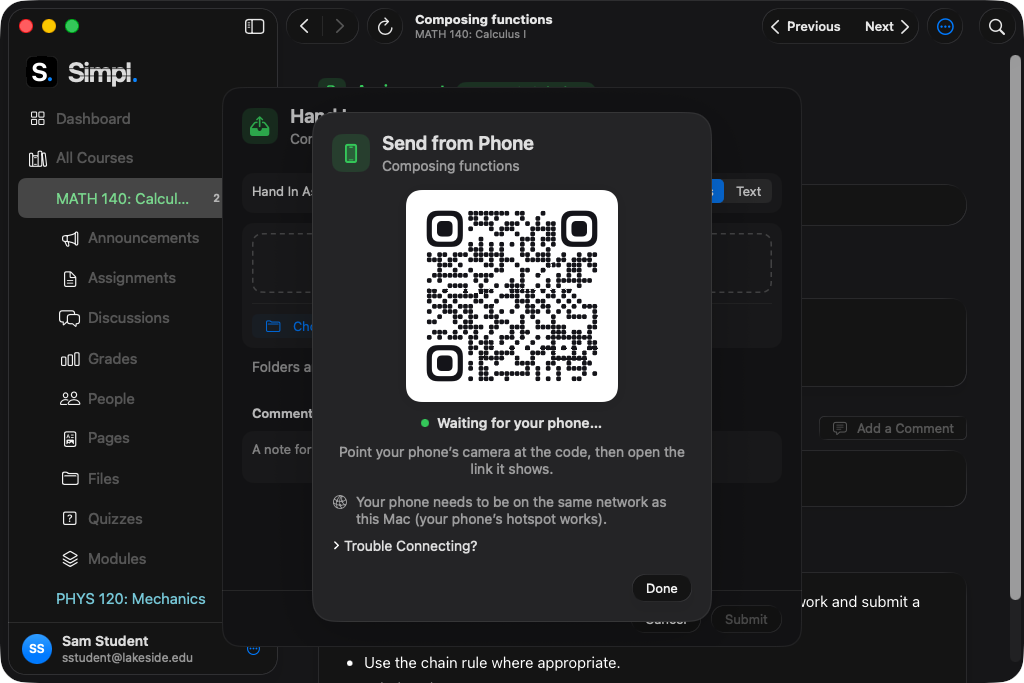 Composing functions
MATH 140: Calculus I
Previous
Next
S. Simpl.
Dashboard
All Courses
MATH 140: Calcul... 2
Announcements
Assignments
Discussions
Grades
People
Pages
Files
Quizzes
Modules
PHYS 120: Mechanics
SS
Sam Student
sstudent@lakeside.edu
Hand In
Text
Folders
Comment
A note for
Send from Phone
Composing functions
Waiting for your phone...
Point your phone’s camera at the code, then open the
link it shows.
Your phone needs to be on the same network as
this Mac (your phone’s hotspot works).
Trouble Connecting?
Done
Cancel
Submit
Add a Comment
work and submit a
• Use the chain rule where appropriate.